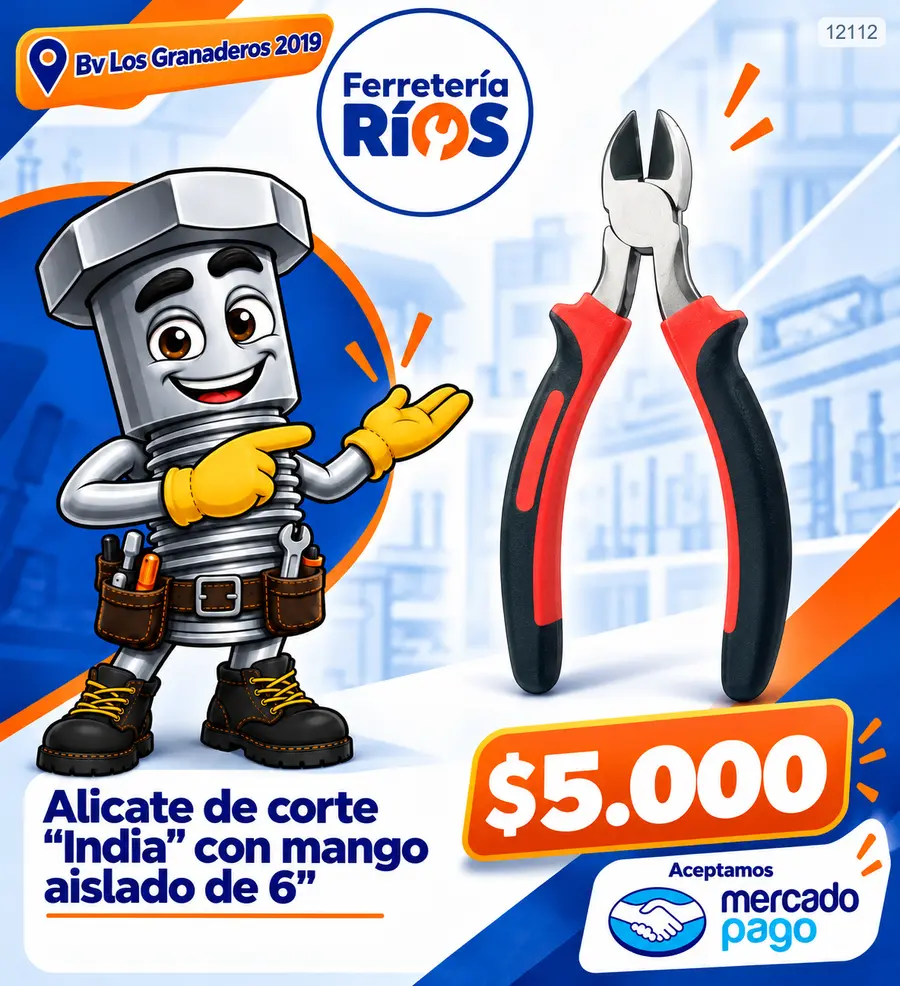 Bv Los Granaderos 2019
Ferretería
RÍOS
12112
Alicate de corte
“India” con mango
aislado de 6”
$5.000
Aceptamos
mercado
pago